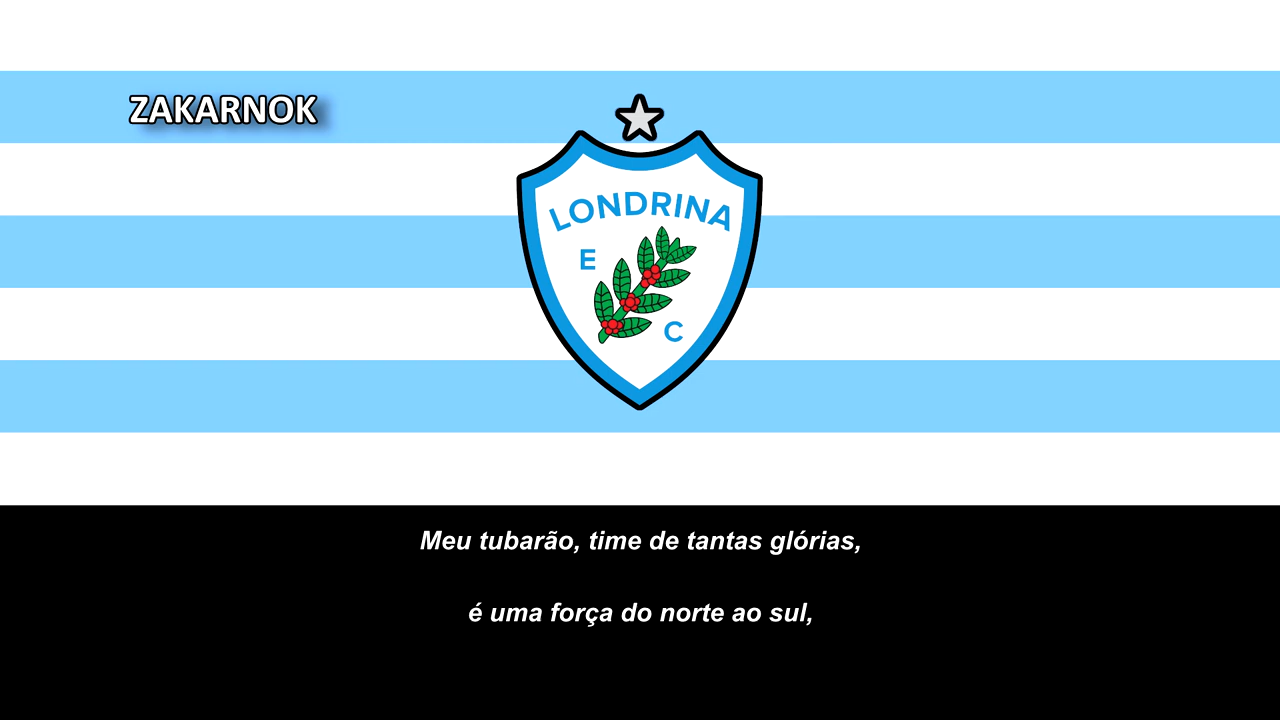 ZAKARNOK
LONDRINA
E
C
Meu tubarão, time de tantas glórias,
é uma força do norte ao sul,